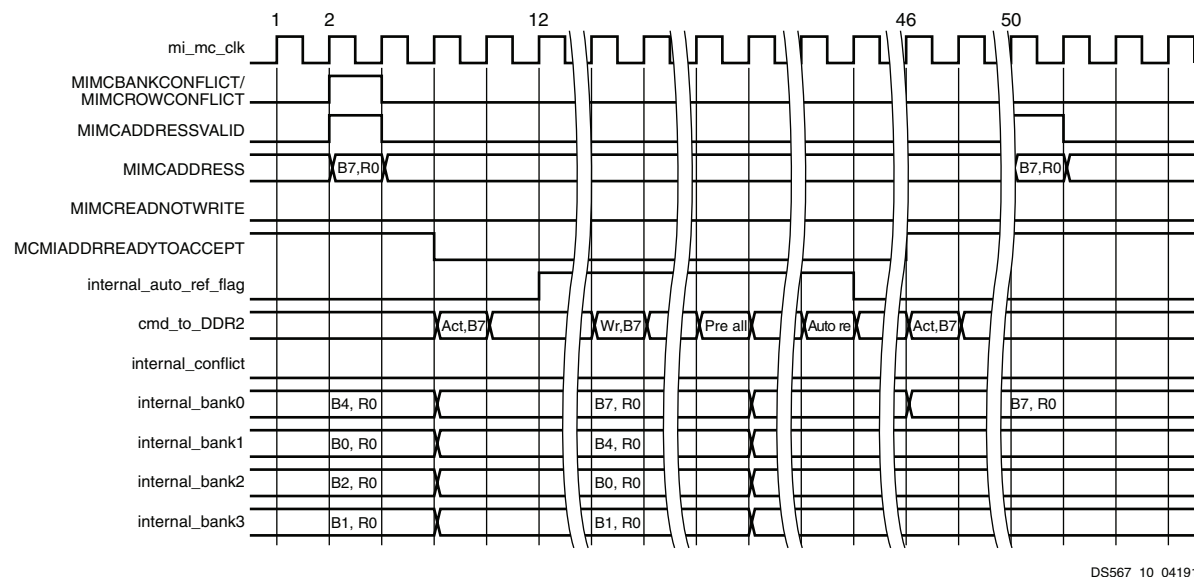 1 2 12 46 50
mi_mc_clk
MIMCBANKCONFLICT/
MIMCROWCONFLICT
MIMCADDRESSVALID
MIMCADDRESS B7,R0 B7,R0
MIMCREADNOTWRITE
MCMIADDRREADYTOACCEPT
internal_auto_ref_flag
cmd_to_DDR2 Act,B7 Wr,B7 Pre all Auto re Act,B7
internal_conflict
internal_bank0 B4, R0 B7, R0 B7, R0
internal_bank1 B0, R0 B4, R0
internal_bank2 B2, R0 B0, R0
internal_bank3 B1, R0 B1, R0
DS567_10_04191